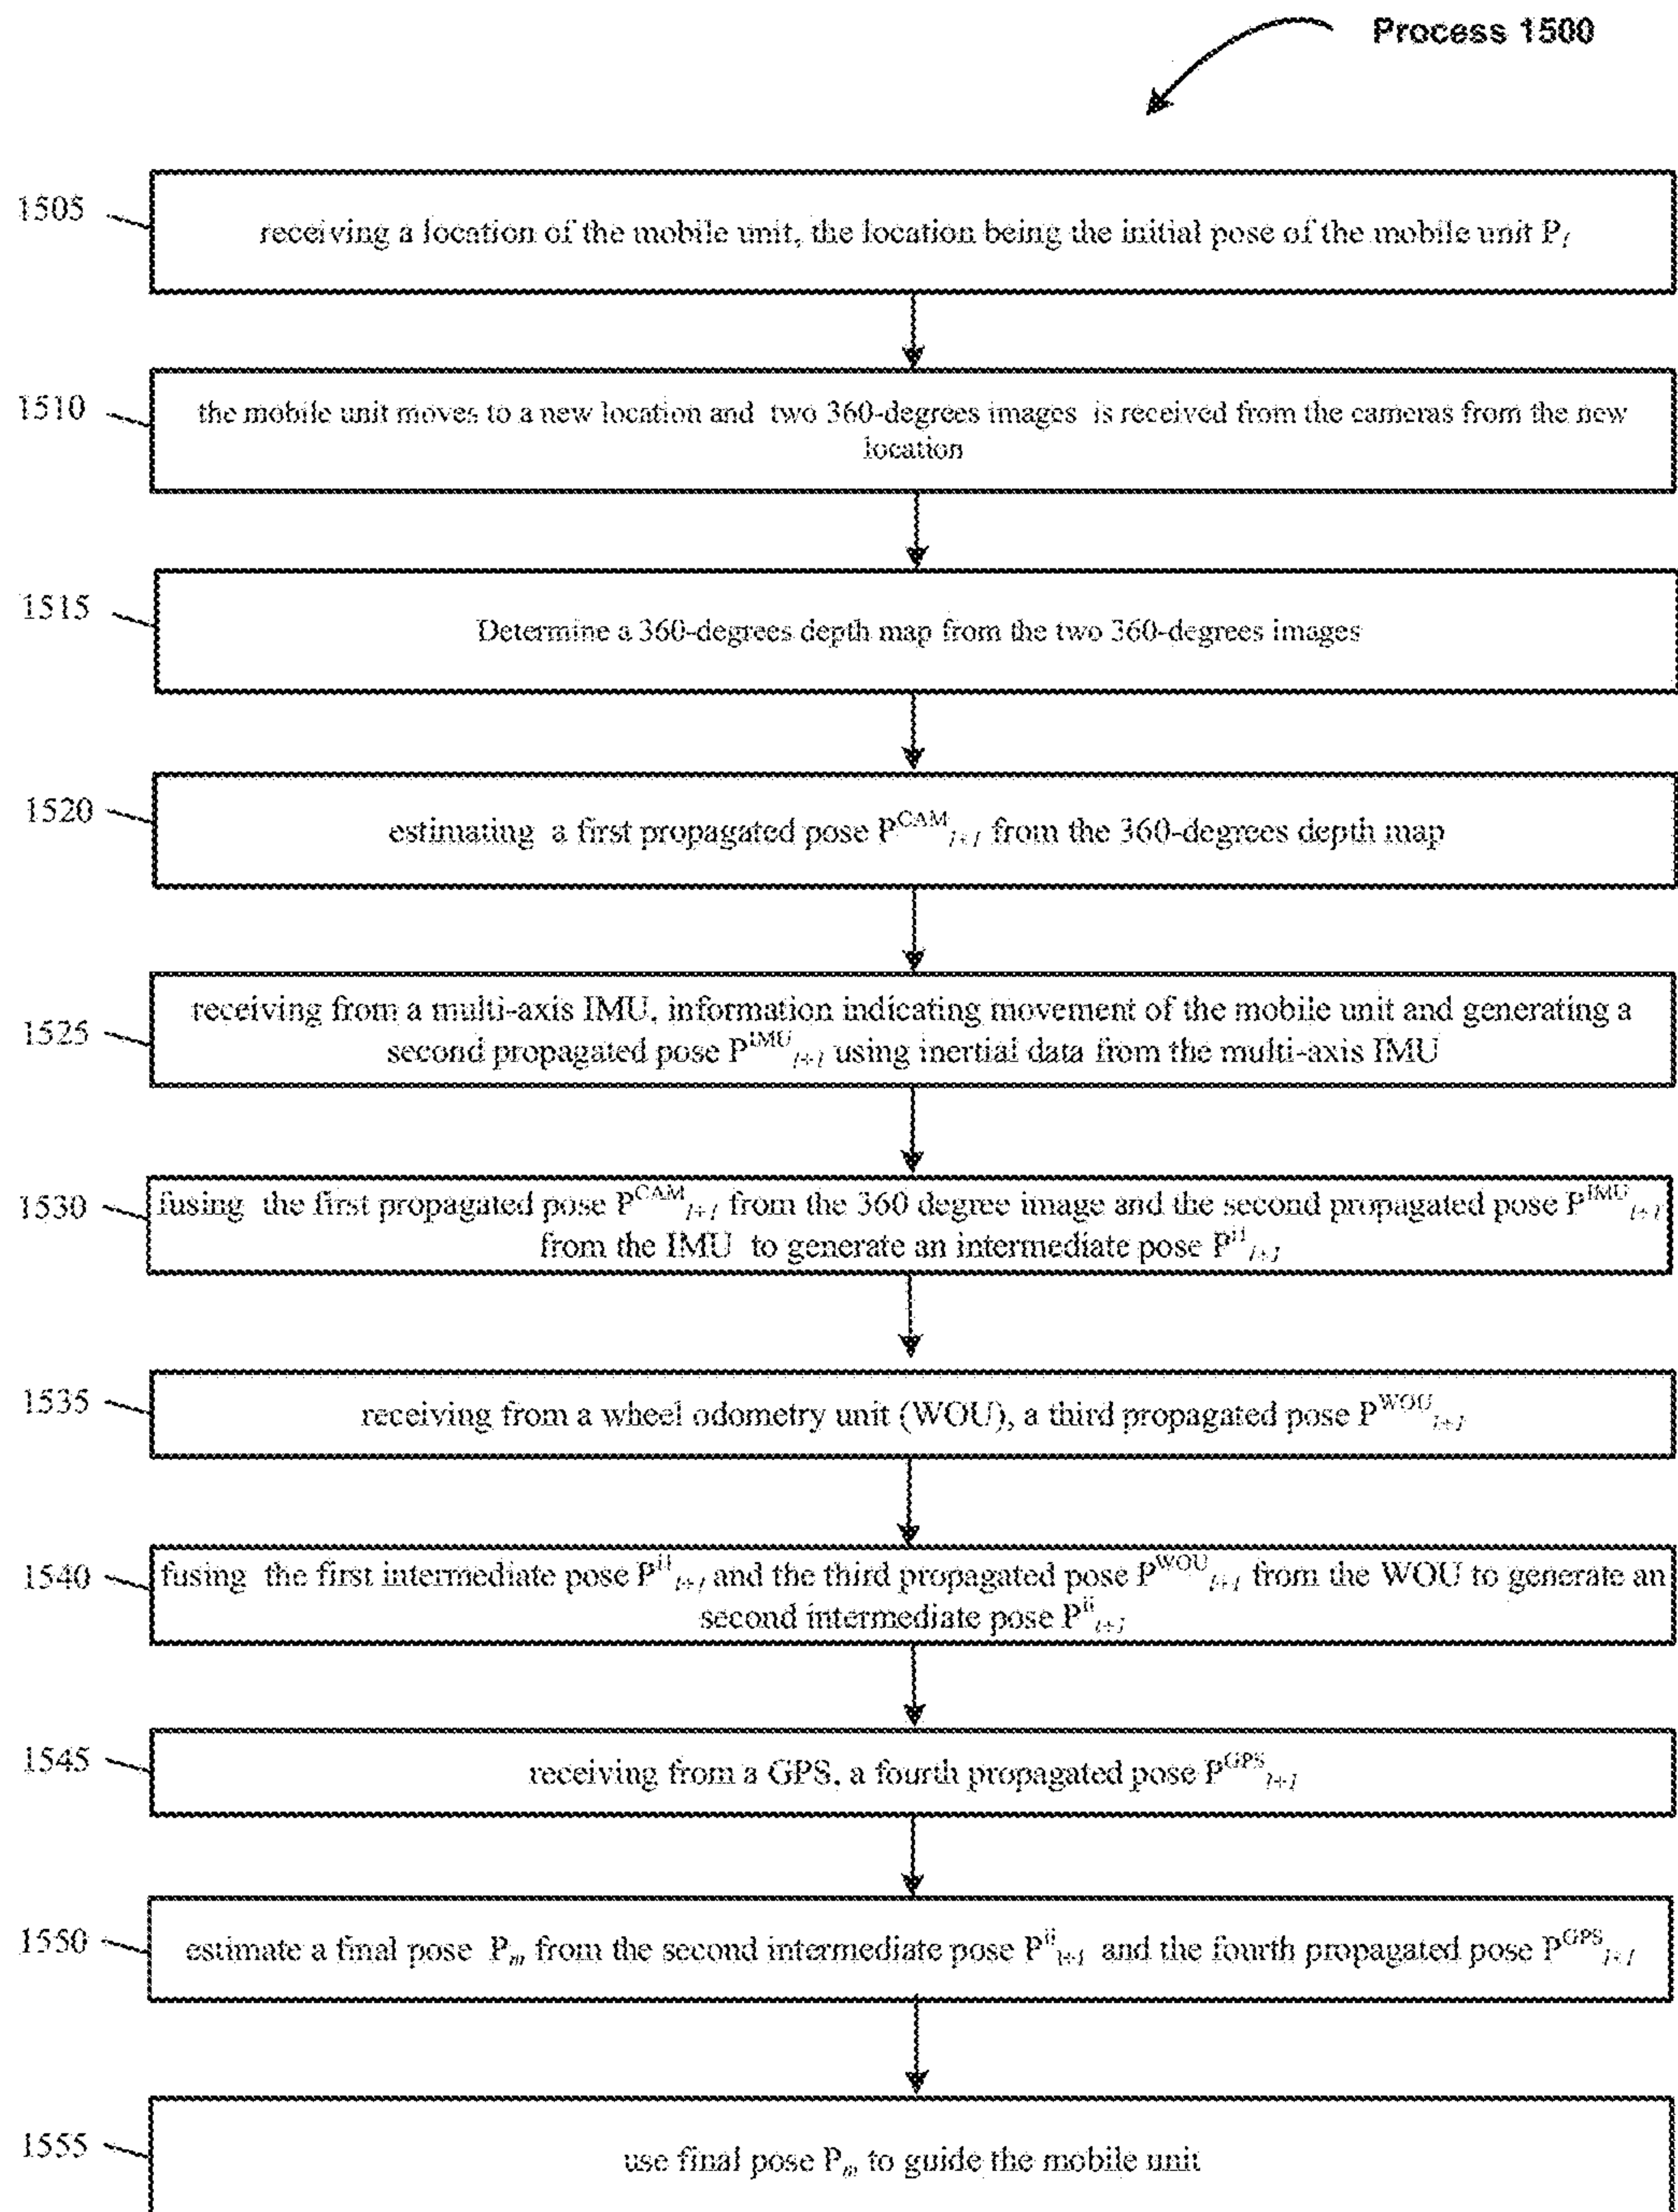 Process 1500
1505
receiving a location of the mobile unit, the location being the initial pose of the mobile unit P_l
1510
the mobile unit moves to a new location and two 360-degrees images is received from the cameras from the new
location
1515
Determine a 360-degrees depth map from the two 360-degrees images
1520
estimating a first propagated pose P^CAM_l+1 from the 360-degrees depth map
1525
receiving from a multi-axis IMU, information indicating movement of the mobile unit and generating a
second propagated pose P^IMU_l+1 using inertial data from the multi-axis IMU
1530
fusing the first propagated pose P^CAM_l+1 from the 360 degree image and the second propagated pose P^IMU_l+1
from the IMU to generate an intermediate pose P^i1_l+1
1535
receiving from a wheel odometry unit (WOU), a third propagated pose P^WOU_l+1
1540
fusing the first intermediate pose P^i1_l+1 and the third propagated pose P^WOU_l+1 from the WOU to generate an
second intermediate pose P^ii_l+1
1545
receiving from a GPS, a fourth propagated pose P^GPS_l+1
1550
estimate a final pose P_m from the second intermediate pose P^ii_l+1 and the fourth propagated pose P^GPS_l+1
1555
use final pose P_m to guide the mobile unit